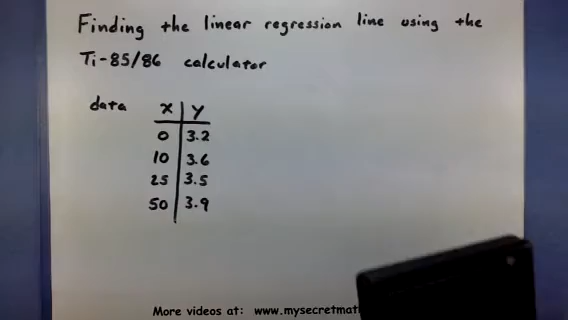 Finding the linear regression line using the
Ti-85/86 calculator
data x y
0 3.2
10 3.6
25 3.5
50 3.9
More videos at: www.mysecretmat